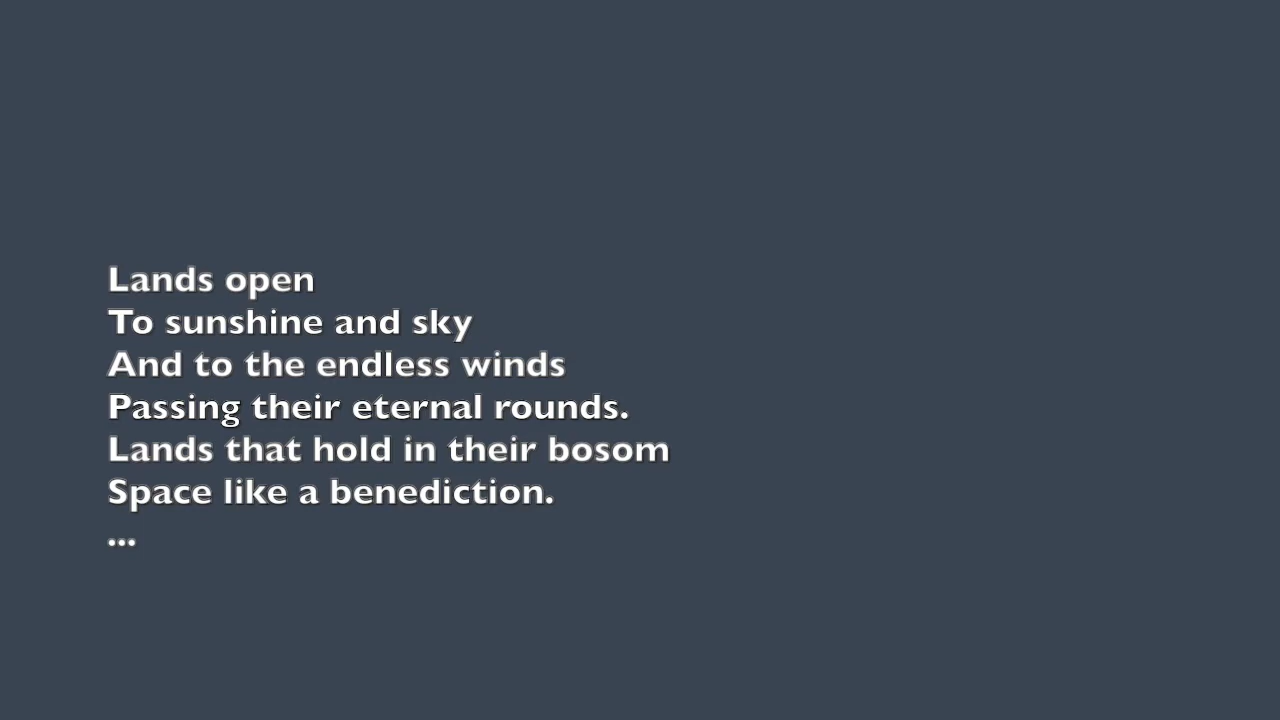 Lands open
To sunshine and sky
And to the endless winds
Passing their eternal rounds.
Lands that hold in their bosom
Space like a benediction.
...